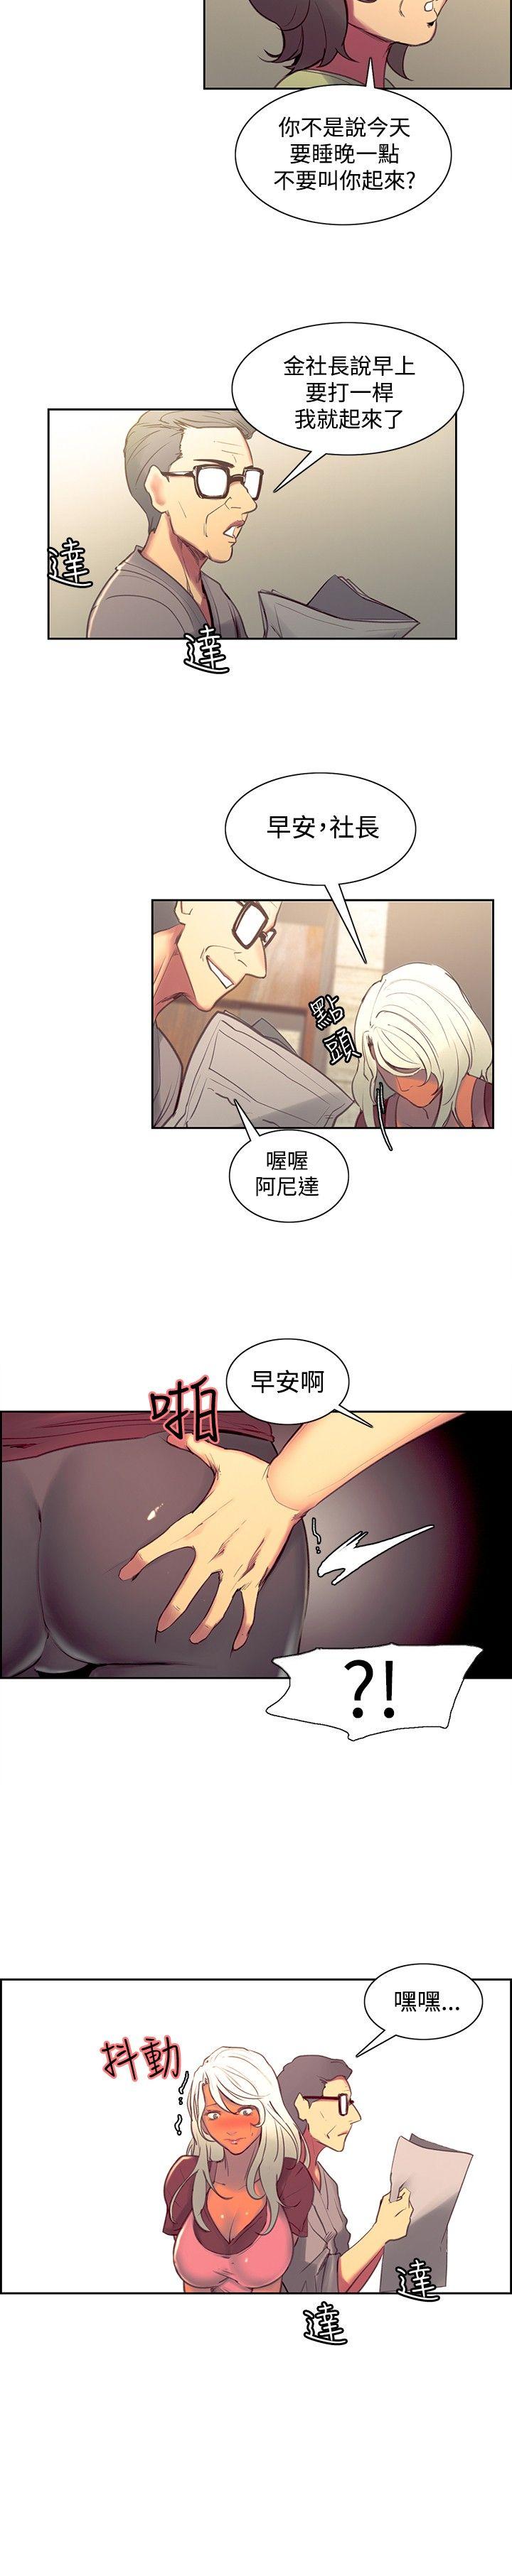 你不是說今天
要睡晚一點
不要叫你起來?
金社長說早上
要打一桿
我就起來了
達
達
早安,社長
點
頭
喔喔
阿尼達
早安啊
啪
?!
嘿嘿...
抖動
達
達